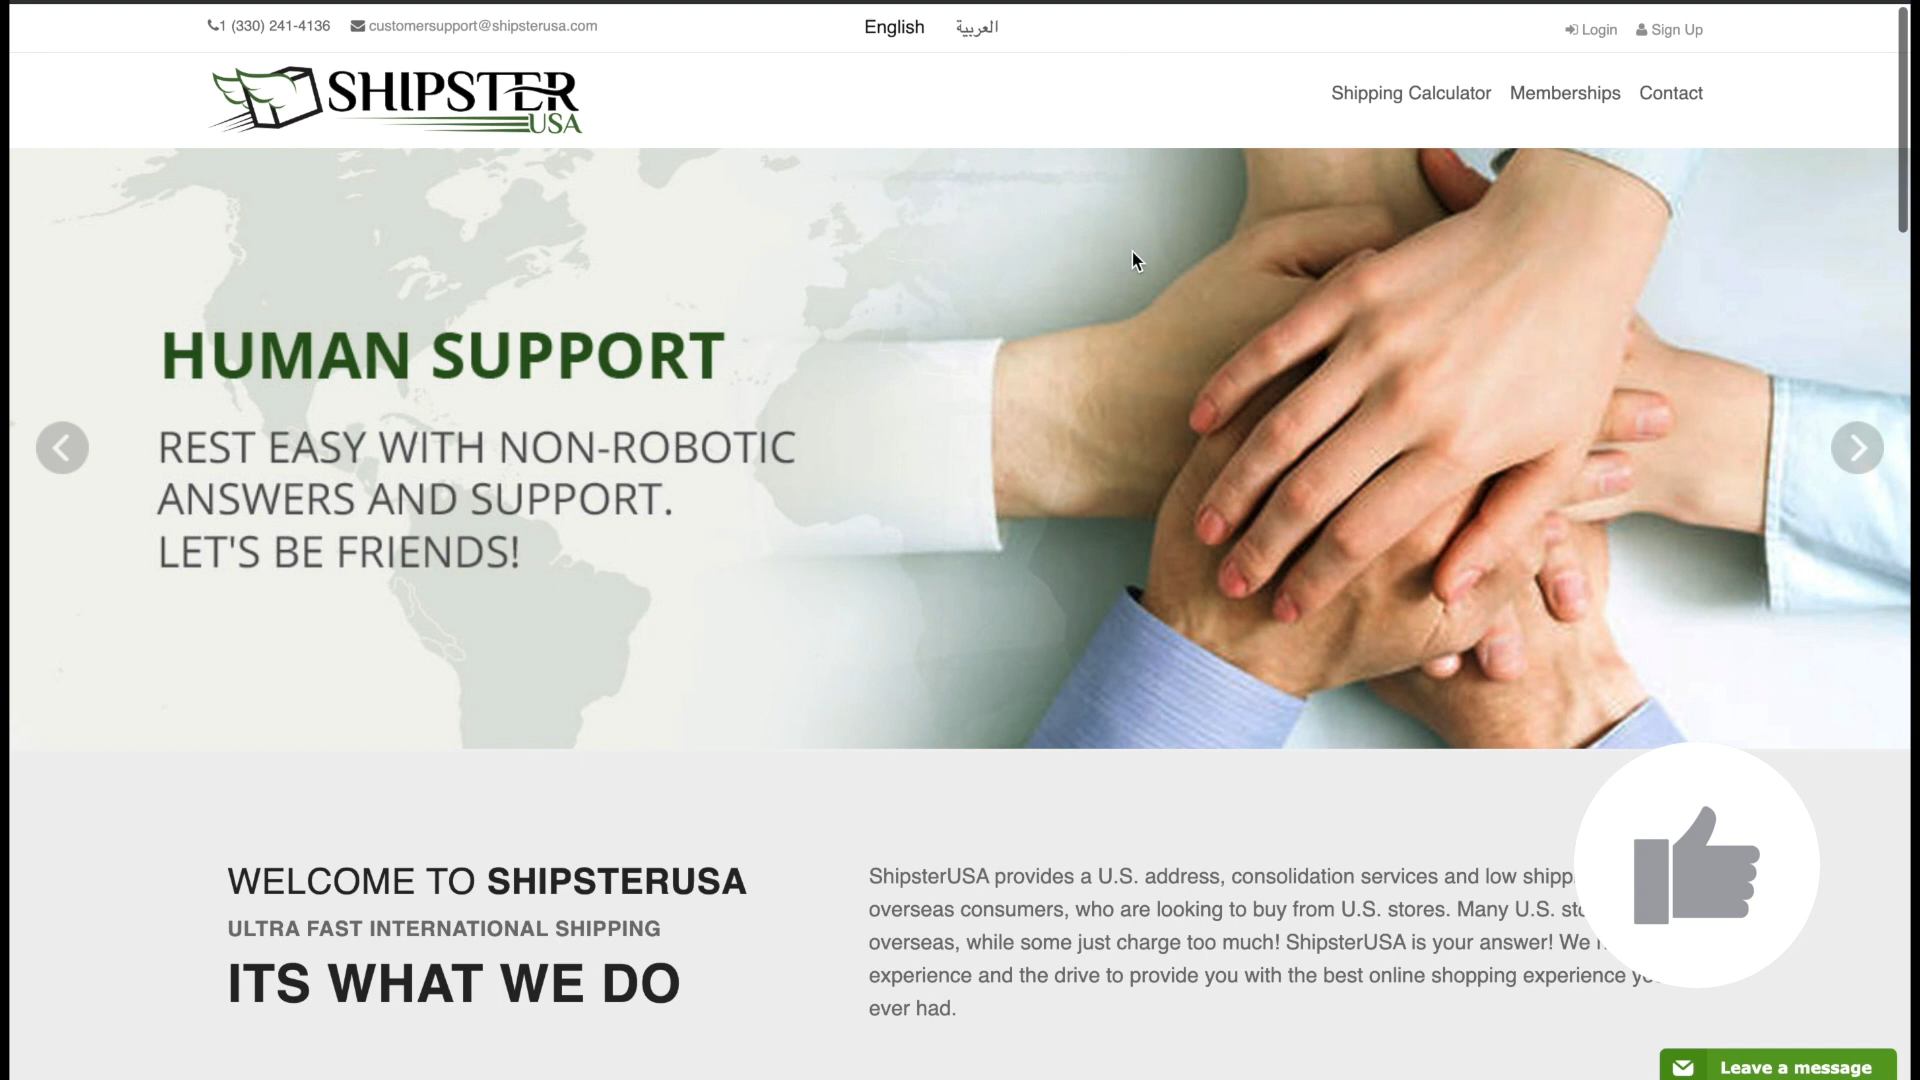 1 (330) 241-4136 customersupport@shipsterusa.com English العربية Login Sign Up
SHIPSTER
USA
Shipping Calculator Memberships Contact
HUMAN SUPPORT
REST EASY WITH NON-ROBOTIC
ANSWERS AND SUPPORT.
LET'S BE FRIENDS!
WELCOME TO SHIPSTERUSA
ULTRA FAST INTERNATIONAL SHIPPING
ITS WHAT WE DO
ShipsterUSA provides a U.S. address, consolidation services and low
overseas consumers, who are looking to buy from U.S. stores. Many U.S.
overseas, while some just charge too much! ShipsterUSA is your answer! We
experience and the drive to provide you with the best online shopping experience
ever had.
Leave a message